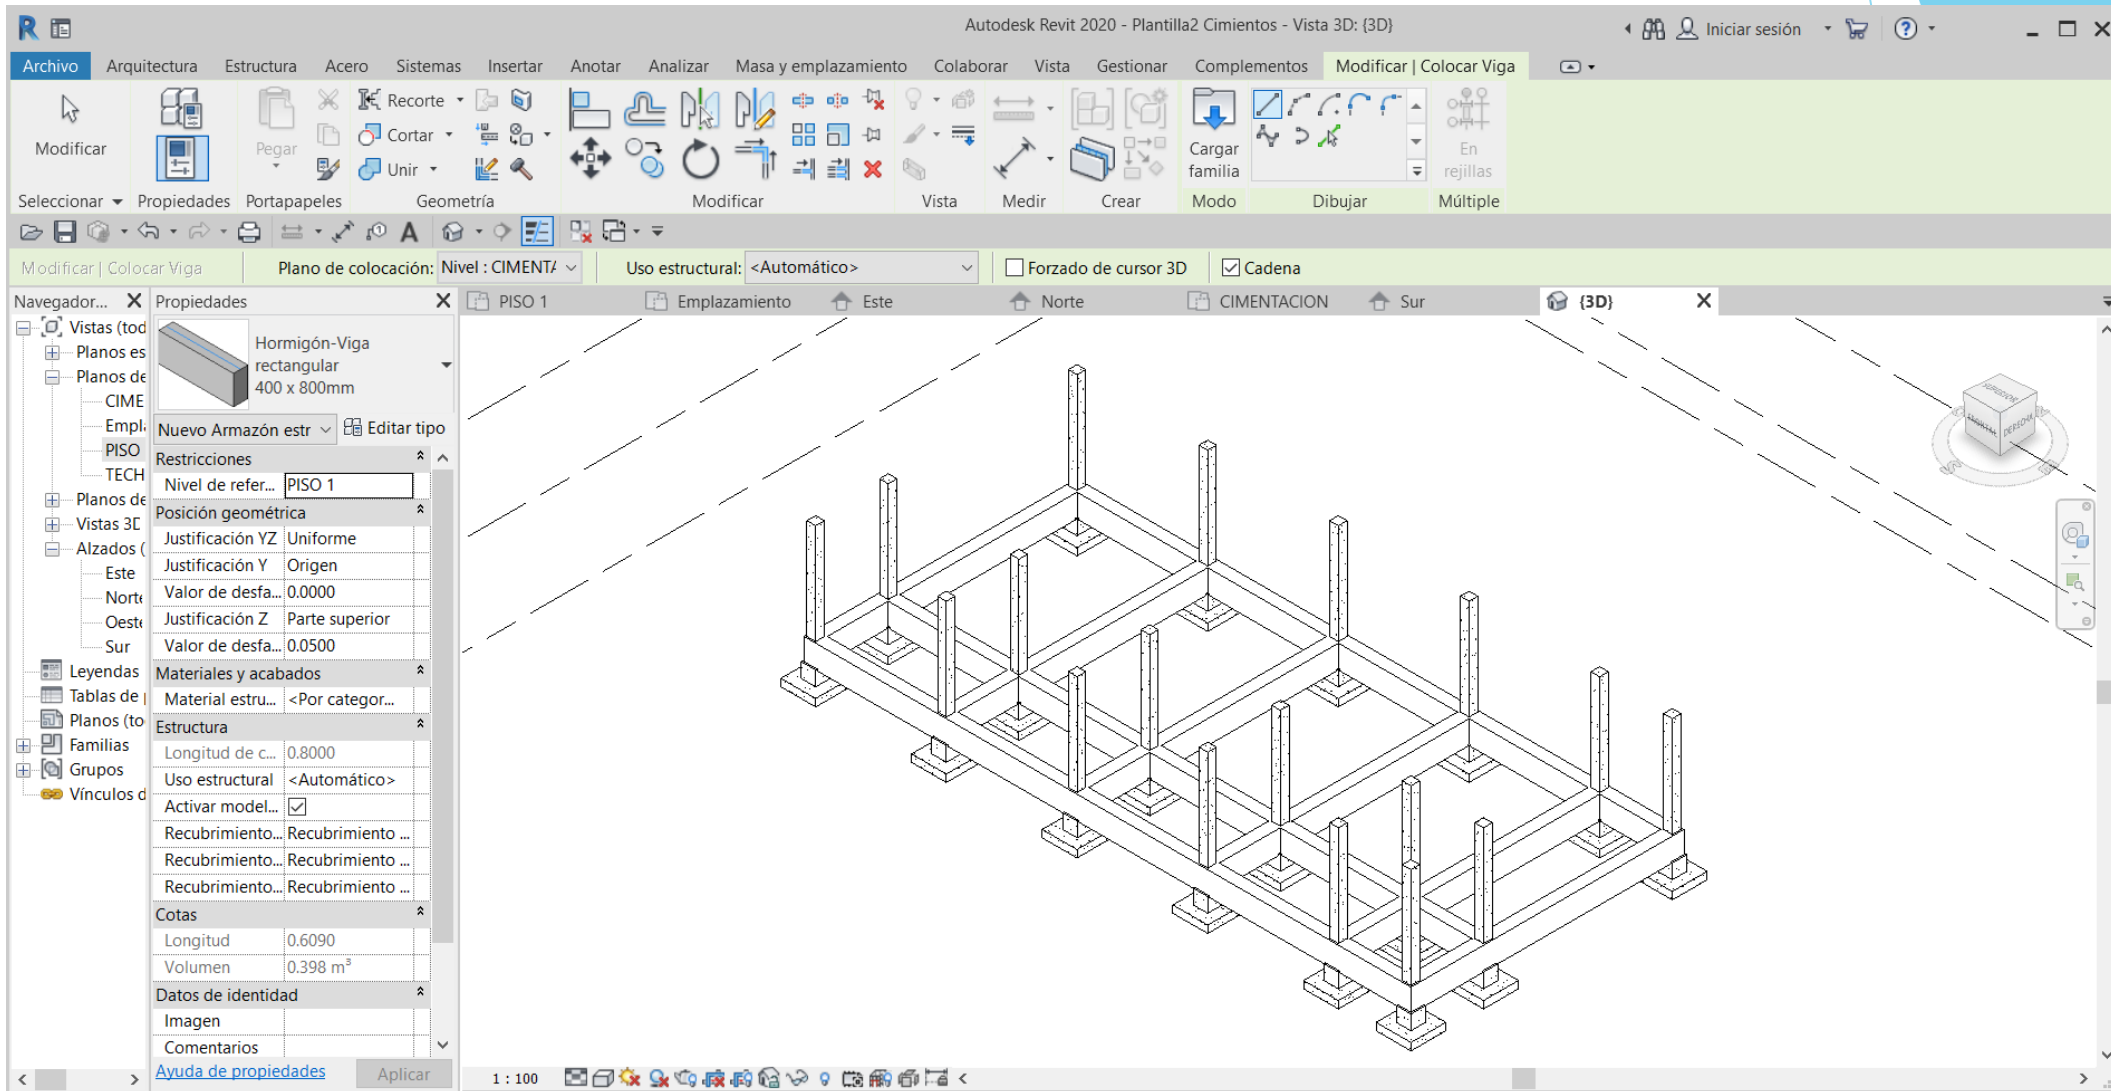 Autodesk Revit 2020 - Plantilla2 Cimientos - Vista 3D: {3D}
Iniciar sesión
Archivo Arquitectura Estructura Acero Sistemas Insertar Anotar Analizar Masa y emplazamiento Colaborar Vista Gestionar Complementos Modificar | Colocar Viga
Modificar
Pegar
Recorte
Cortar
Unir
Cargar familia
En rejillas
Seleccionar Propiedades Portapapeles Geometría Modificar Vista Medir Crear Modo Dibujar Múltiple
Modificar | Colocar Viga Plano de colocación: Nivel : CIMENTA Uso estructural: <Automático> Forzado de cursor 3D Cadena
Navegador... Propiedades PISO 1 Emplazamiento Este Norte CIMENTACION Sur {3D}
Vistas (tod
Planos es
Planos de
CIME
Empla
PISO
TECH
Planos de
Vistas 3D
Alzados (
Este
Norte
Oeste
Sur
Leyendas
Tablas de
Planos (to
Familias
Grupos
Vínculos d
Hormigón-Viga
rectangular
400 x 800mm
Nuevo Armazón estr Editar tipo
Restricciones
Nivel de refer... PISO 1
Posición geométrica
Justificación YZ Uniforme
Justificación Y Origen
Valor de desfa... 0.0000
Justificación Z Parte superior
Valor de desfa... 0.0500
Materiales y acabados
Material estru... <Por categor...
Estructura
Longitud de c... 0.8000
Uso estructural <Automático>
Activar model...
Recubrimiento... Recubrimiento ...
Recubrimiento... Recubrimiento ...
Recubrimiento... Recubrimiento ...
Cotas
Longitud 0.6090
Volumen 0.398 m³
Datos de identidad
Imagen
Comentarios
Ayuda de propiedades Aplicar
SUPERIOR
FRONTAL
DERECHA
1 : 100